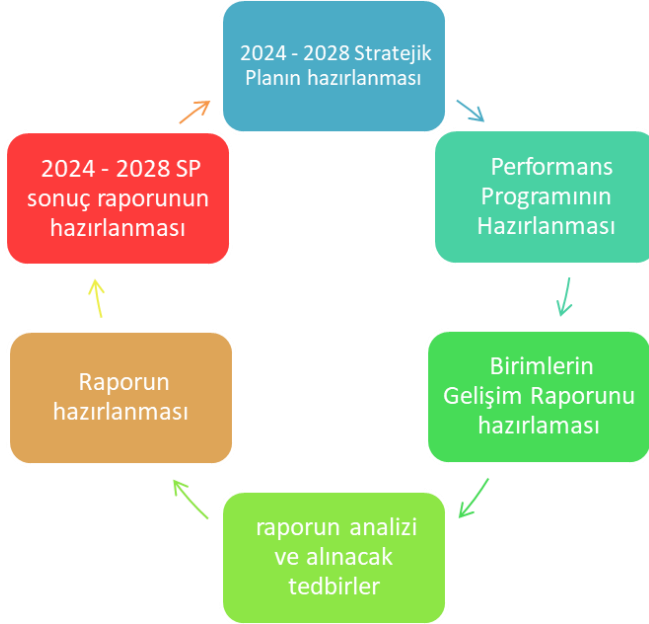 2024 - 2028 Stratejik
Planın hazırlanması
Performans
Programının
Hazırlanması
Birimlerin
Gelişim Raporunu
hazırlaması
raporun analizi
ve alınacak
tedbirler
Raporun
hazırlanması
2024 - 2028 SP
sonuç raporunun
hazırlanması